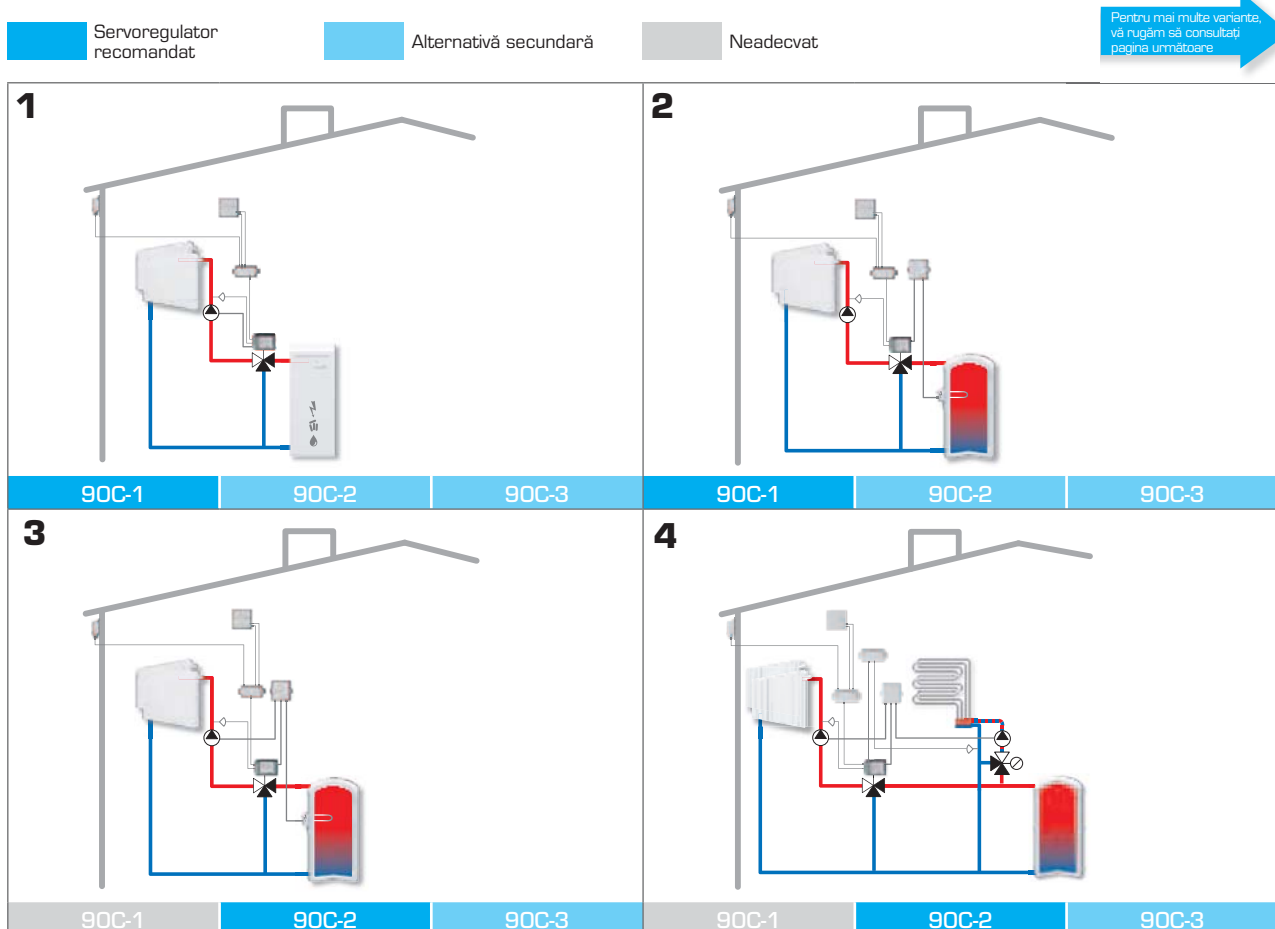 Servoregulator
recomandat
Alternativă secundară
Neadecvat
Pentru mai multe variante,
vă rugăm să consultați
pagina următoare
1
90C-1 90C-2 90C-3
2
90C-1 90C-2 90C-3
3
90C-1 90C-2 90C-3
4
90C-1 90C-2 90C-3